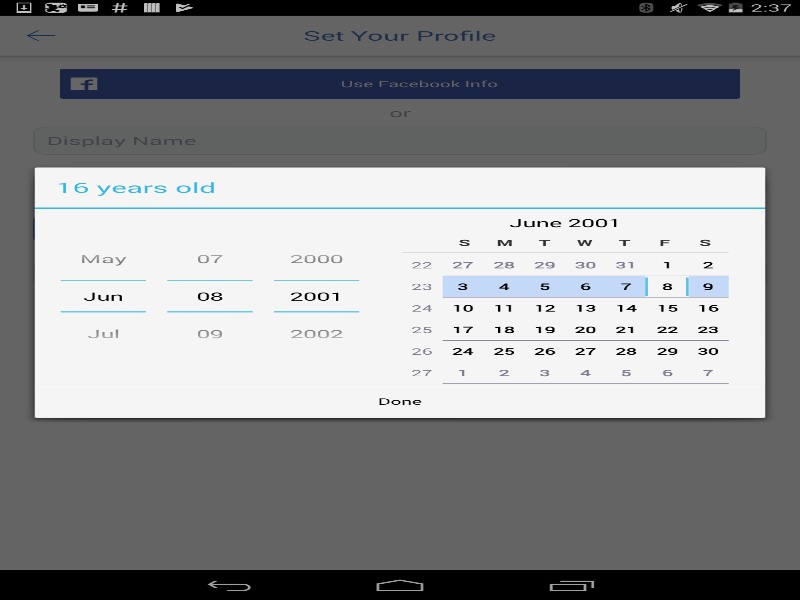 2:37
Set Your Profile
Use Facebook Info
or
Display Name
16 years old
May 07 2000
Jun 08 2001
Jul 09 2002
June 2001
S M T W T F S
22 27 28 29 30 31 1 2
23 3 4 5 6 7 8 9
24 10 11 12 13 14 15 16
25 17 18 19 20 21 22 23
26 24 25 26 27 28 29 30
27 1 2 3 4 5 6 7
Done